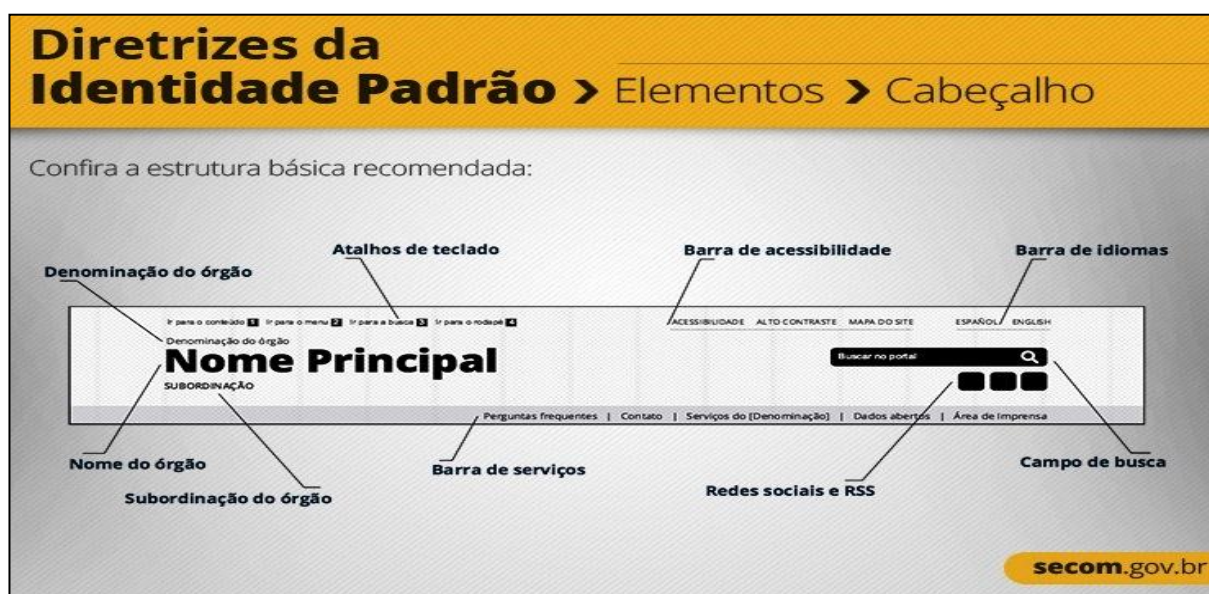 Diretrizes da
Identidade Padrão > Elementos > Cabeçalho
Confira a estrutura básica recomendada:
Atalhos de teclado
Barra de acessibilidade
Barra de idiomas
Denominação do órgão
Ir para o conteúdo 1 Ir para o menu 2 Ir para a busca 3 Ir para o rodapé 4
ACESSIBILIDADE ALTO CONTRASTE MAPA DO SITE
ESPAÑOL ENGLISH
Denominação do órgão
Nome Principal
SUBORDINAÇÃO
Buscar no portal
Perguntas frequentes | Contato | Serviços do [Denominação] | Dados abertos | Área de Imprensa
Nome do órgão
Barra de serviços
Campo de busca
Subordinação do órgão
Redes sociais e RSS
secom.gov.br